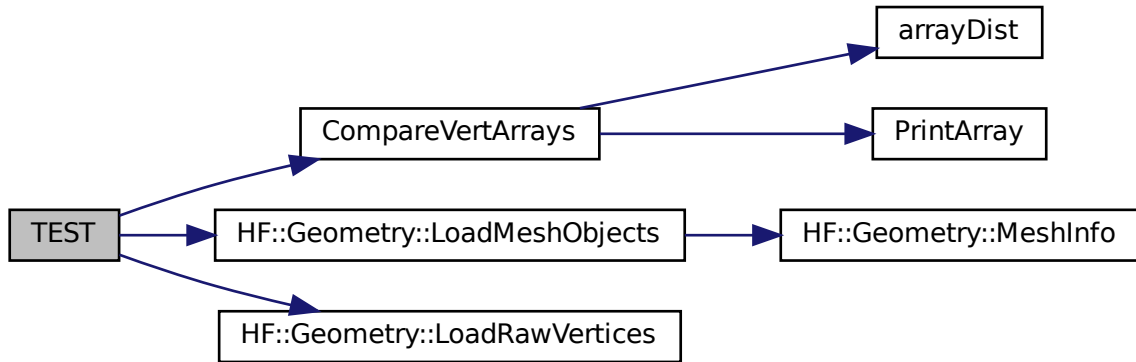 arrayDist
CompareVertArrays
PrintArray
TEST
HF::Geometry::LoadMeshObjects
HF::Geometry::MeshInfo
HF::Geometry::LoadRawVertices